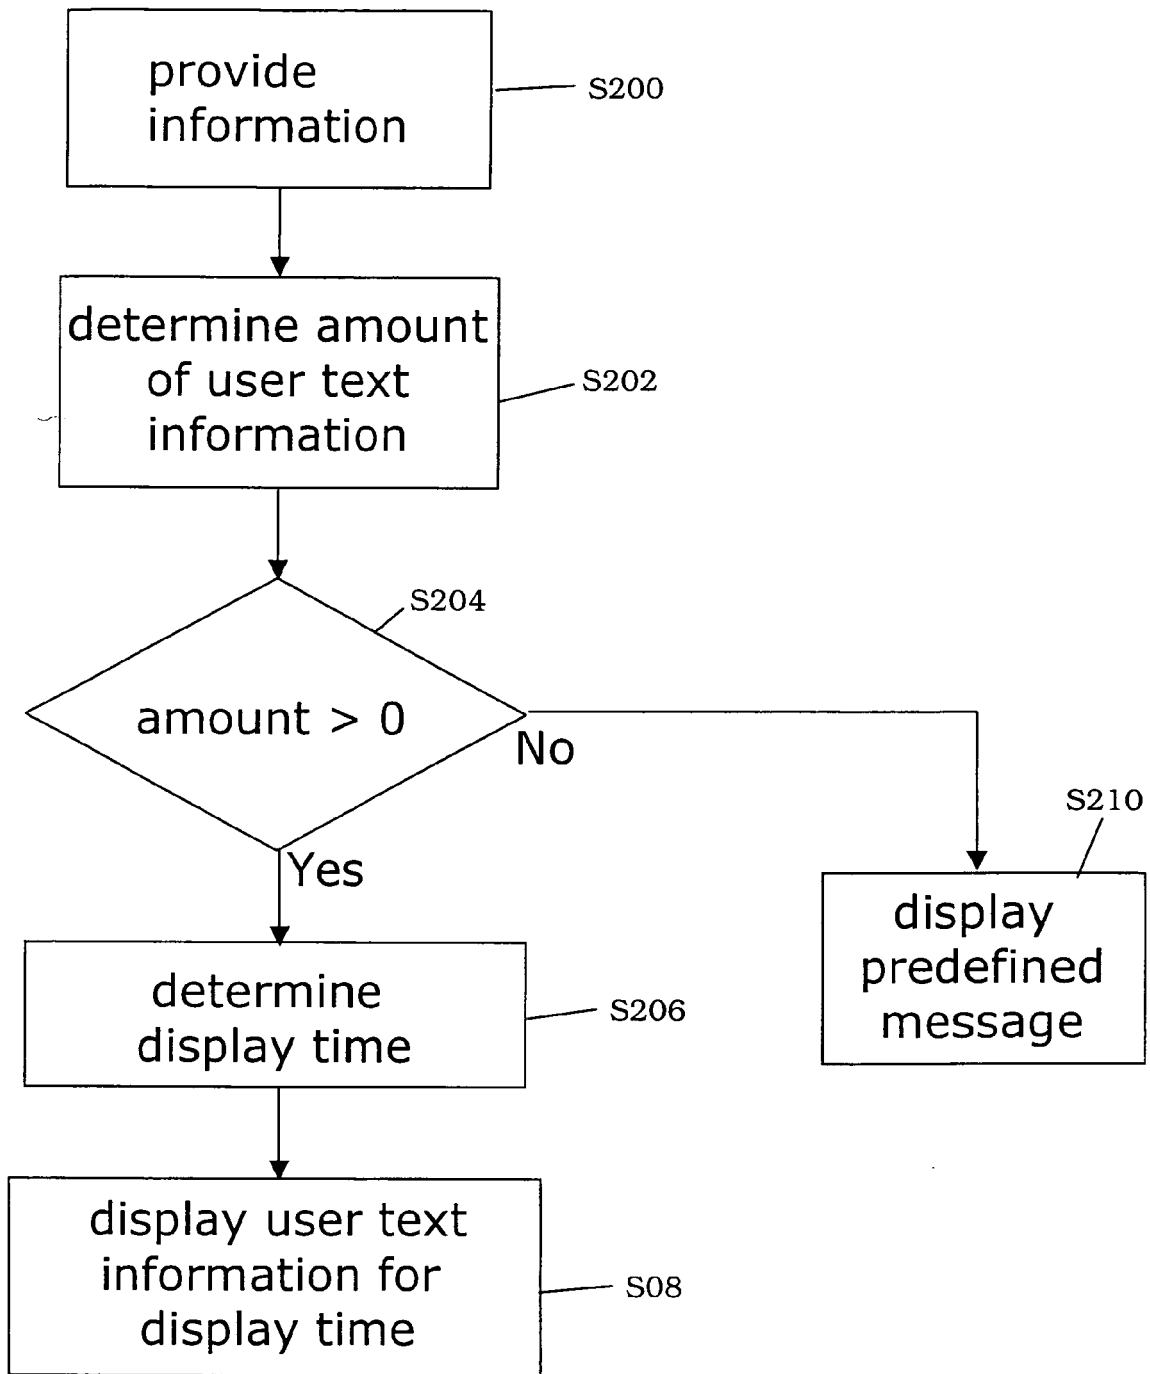 provide
information
S200
determine amount
of user text
information
S202
S204
amount > 0
No
Yes
S210
display
predefined
message
determine
display time
S206
display user text
information for
display time
S08